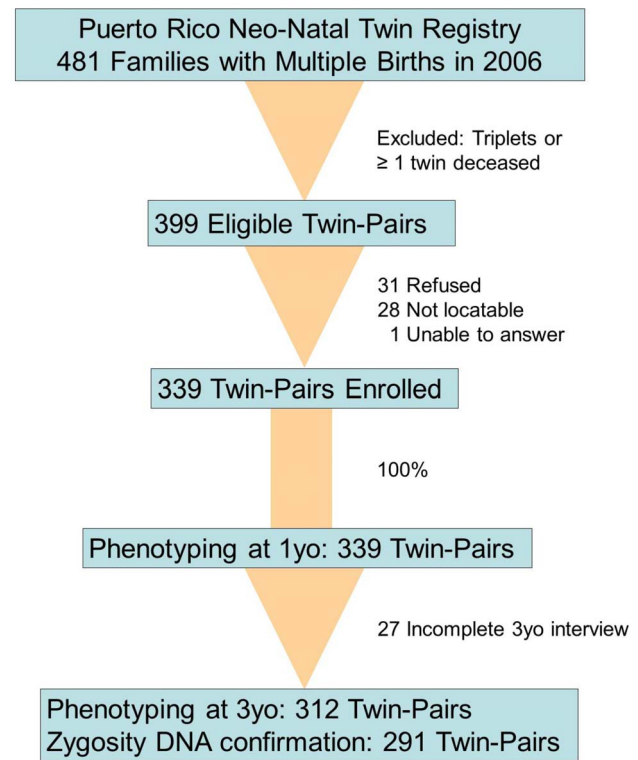 Puerto Rico Neo-Natal Twin Registry
481 Families with Multiple Births in 2006
Excluded: Triplets or
≥ 1 twin deceased
399 Eligible Twin-Pairs
31 Refused
28 Not locatable
1 Unable to answer
339 Twin-Pairs Enrolled
100%
Phenotyping at 1yo: 339 Twin-Pairs
27 Incomplete 3yo interview
Phenotyping at 3yo: 312 Twin-Pairs
Zygosity DNA confirmation: 291 Twin-Pairs